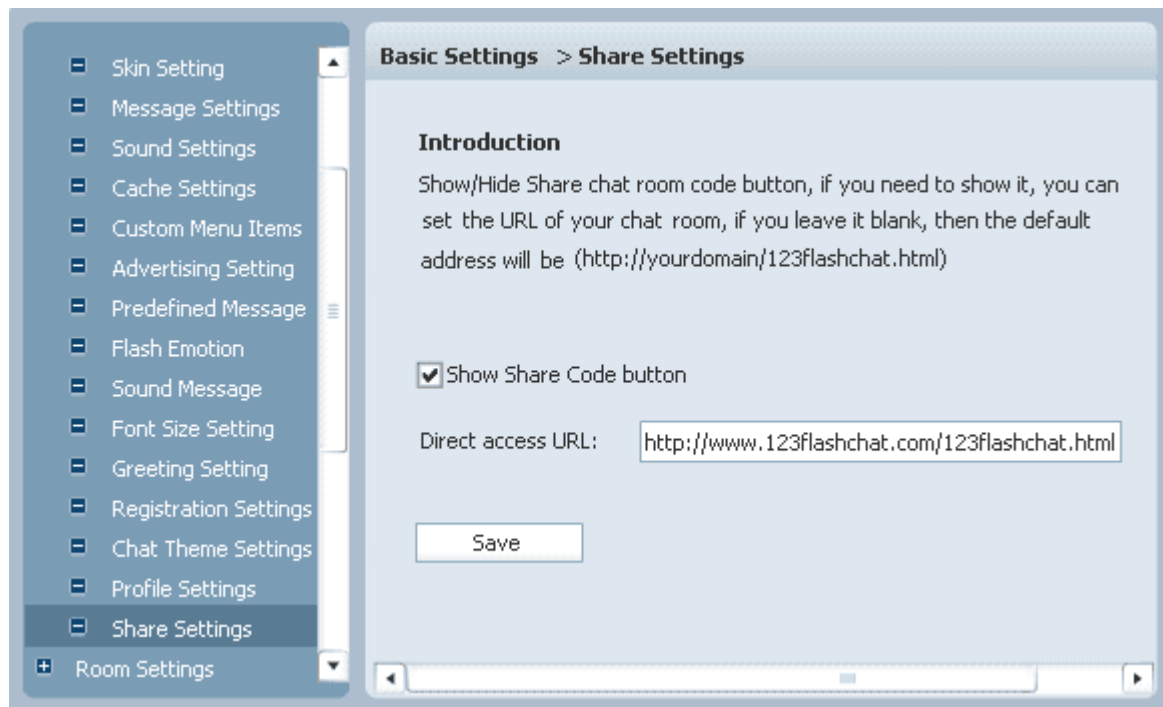 Skin Setting
Message Settings
Sound Settings
Cache Settings
Custom Menu Items
Advertising Setting
Predefined Message
Flash Emotion
Sound Message
Font Size Setting
Greeting Setting
Registration Settings
Chat Theme Settings
Profile Settings
Share Settings
Room Settings
Basic Settings > Share Settings
Introduction
Show/Hide Share chat room code button, if you need to show it, you can
set the URL of your chat room, if you leave it blank, then the default
address will be (http://yourdomain/123flashchat.html)
Show Share Code button
Direct access URL: http://www.123flashchat.com/123flashchat.html
Save